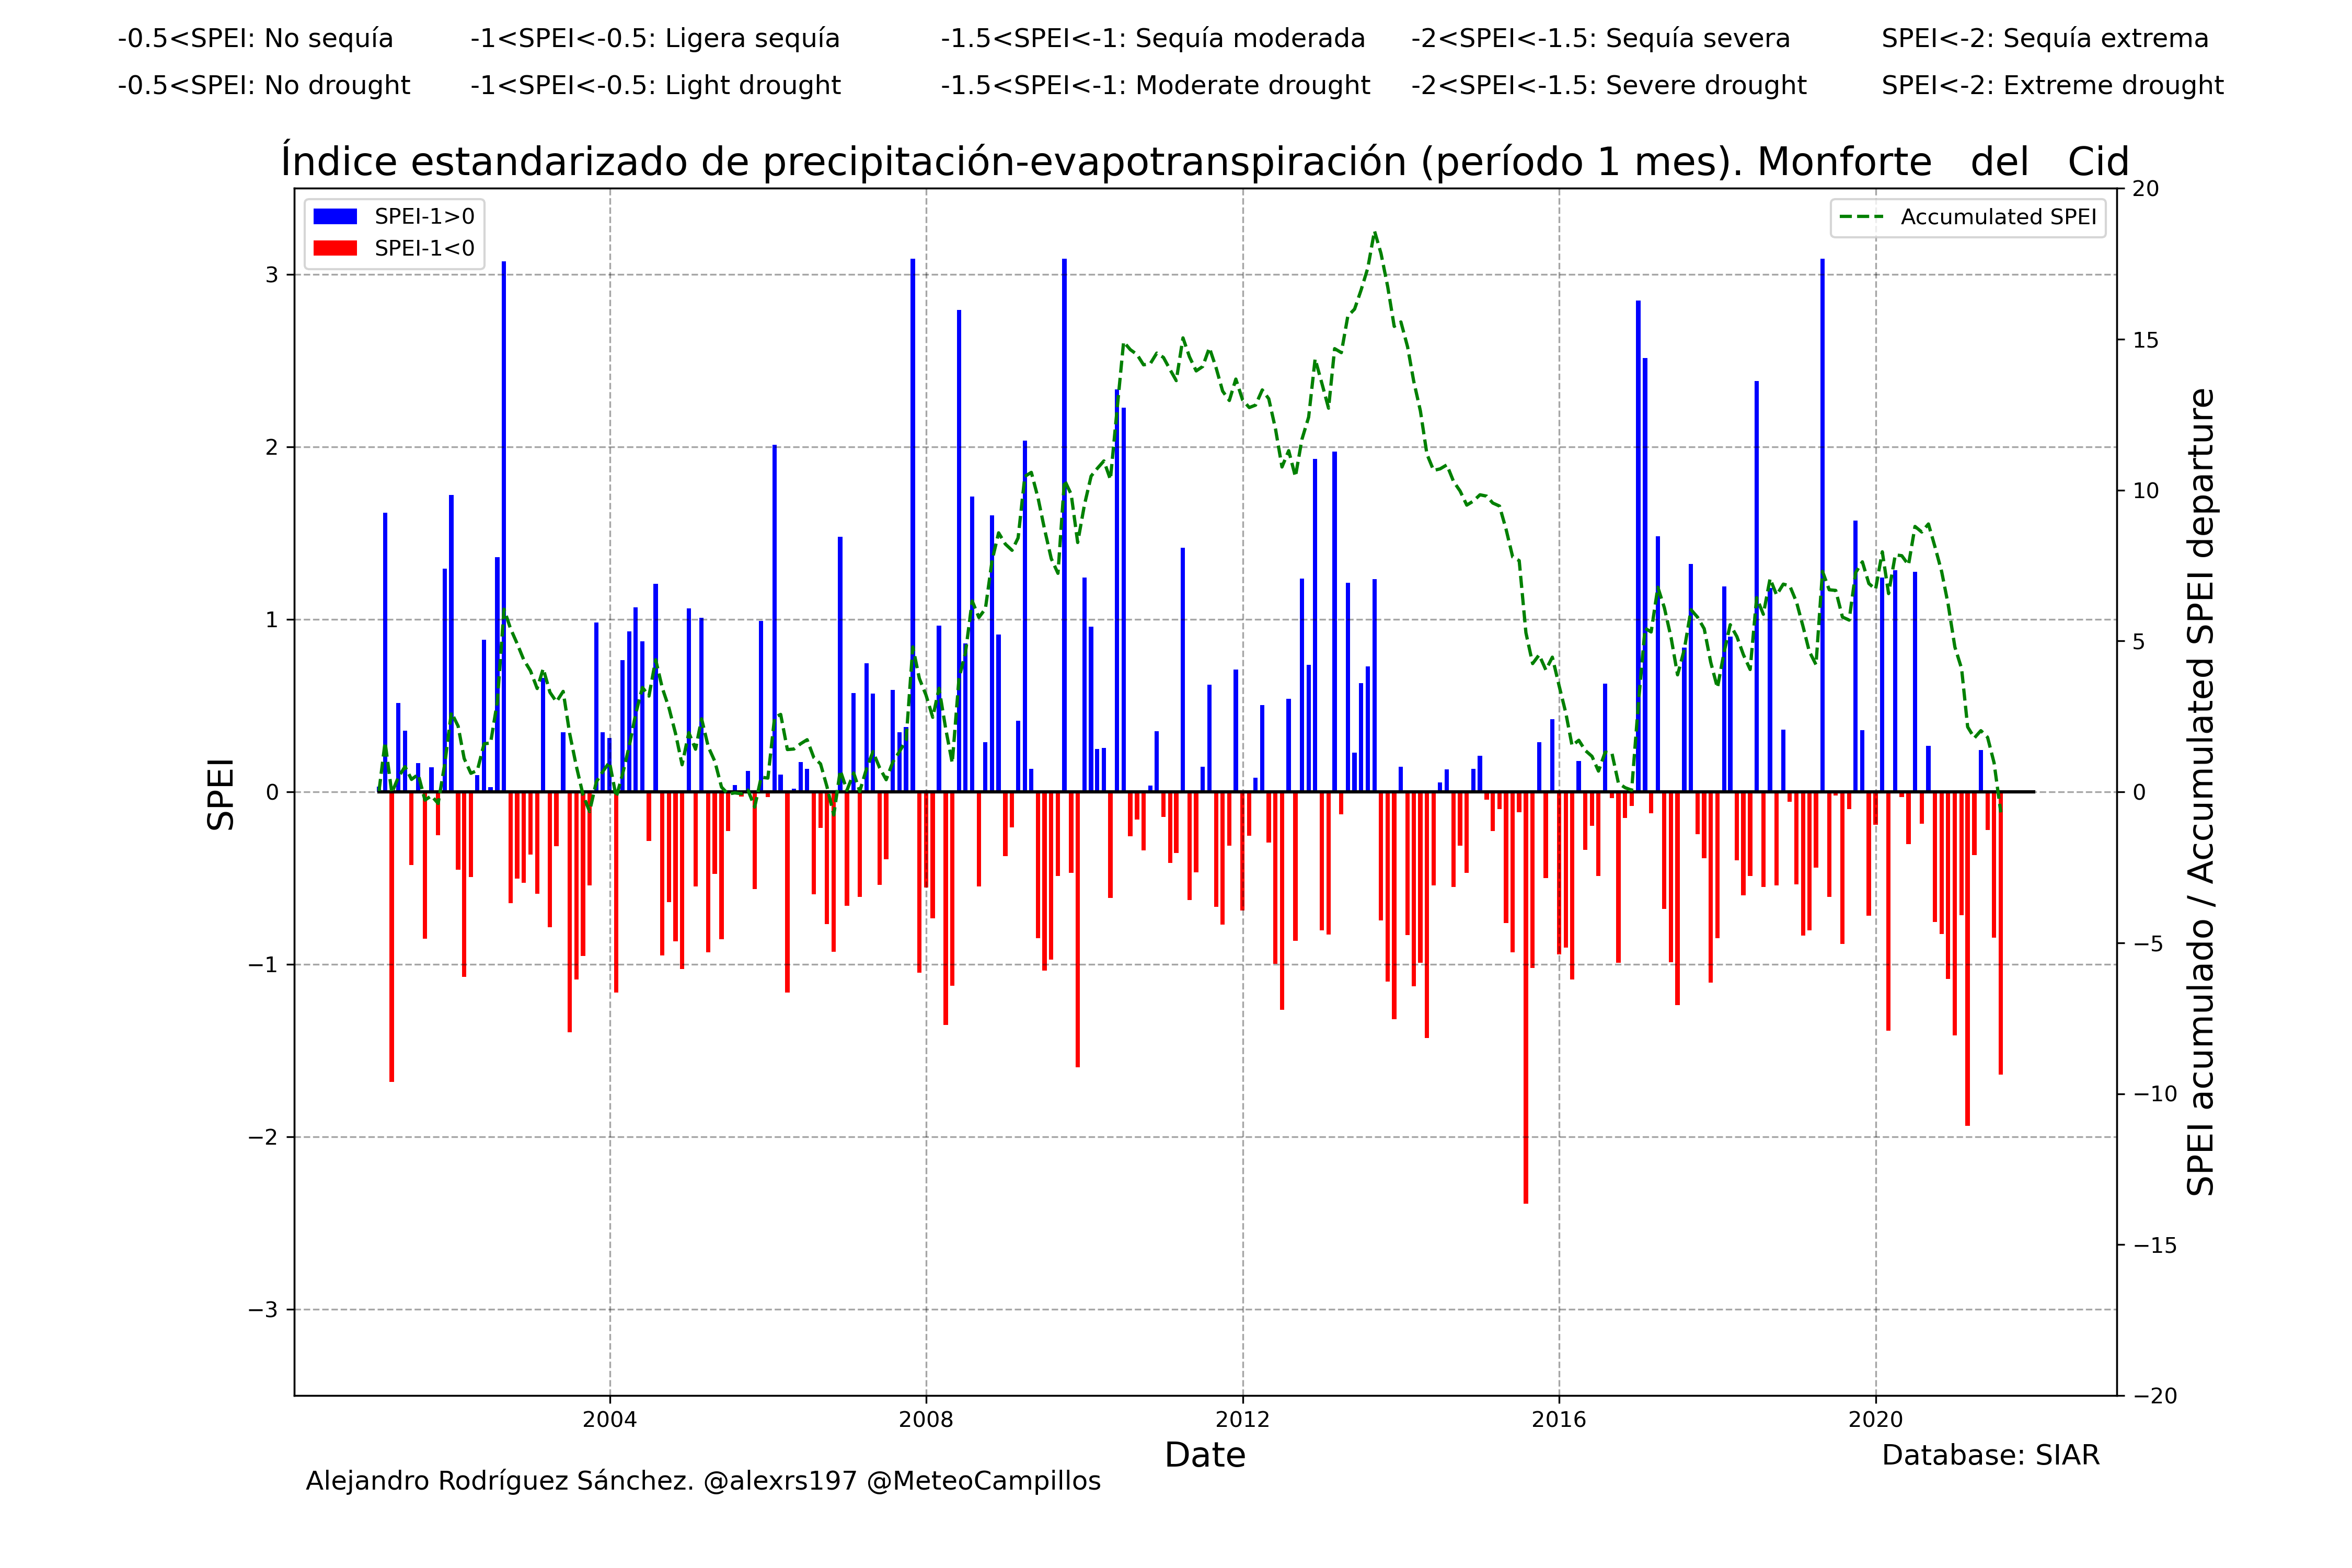 -0.5<SPEI: No sequía -1<SPEI<-0.5: Ligera sequía -1.5<SPEI<-1: Sequía moderada -2<SPEI<-1.5: Sequía severa SPEI<-2: Sequía extrema
-0.5<SPEI: No drought -1<SPEI<-0.5: Light drought -1.5<SPEI<-1: Moderate drought -2<SPEI<-1.5: Severe drought SPEI<-2: Extreme drought
Índice estandarizado de precipitación-evapotranspiración (período 1 mes). Monforte del Cid
SPEI-1>0
SPEI-1<0
Accumulated SPEI
SPEI
3
2
1
0
−1
−2
−3
20
15
10
5
0
−5
−10
−15
−20
SPEI acumulado / Accumulated SPEI departure
2004 2008 2012 2016 2020
Date
Database: SIAR
Alejandro Rodríguez Sánchez. @alexrs197 @MeteoCampillos